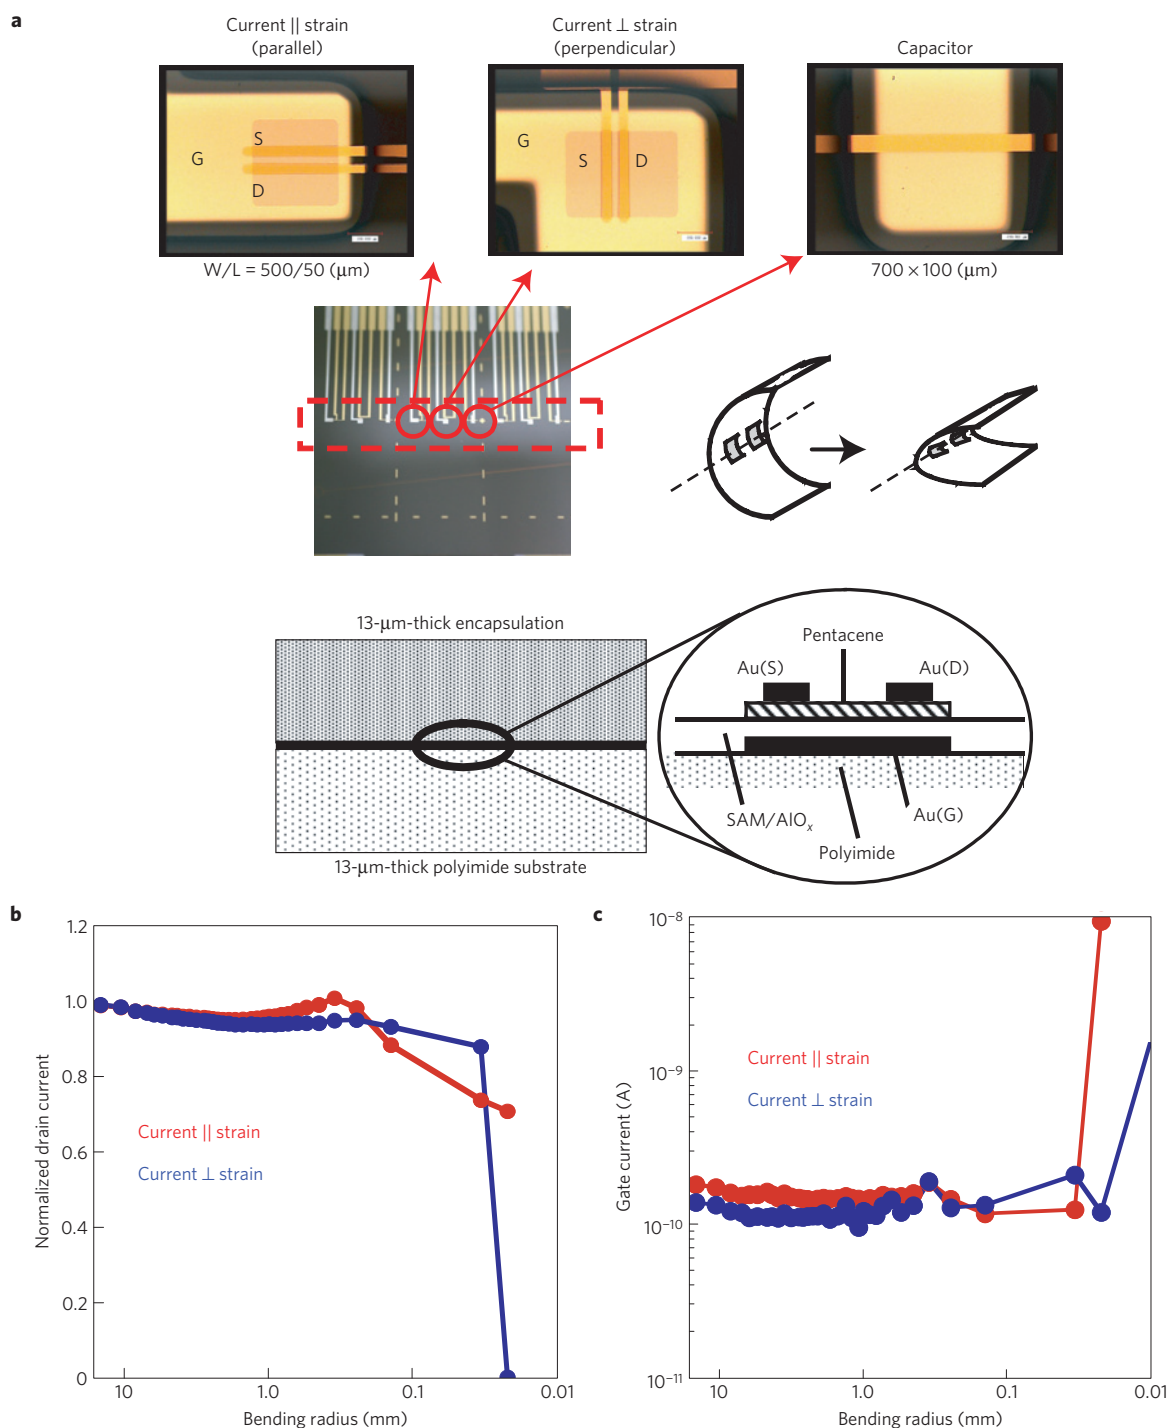 a
Current || strain
(parallel)
Current ⊥ strain
(perpendicular)
Capacitor
G
S
D
G
S
D
W/L = 500/50 (μm)
700 × 100 (μm)
13-μm-thick encapsulation
Pentacene
Au(S)
Au(D)
SAM/AlOx
Au(G)
Polyimide
13-μm-thick polyimide substrate
b
1.2
1.0
0.8
0.6
0.4
0.2
0
Normalized drain current
Current || strain
Current ⊥ strain
10
1.0
0.1
0.01
Bending radius (mm)
c
10⁻⁸
10⁻⁹
10⁻¹⁰
10⁻¹¹
Gate current (A)
Current || strain
Current ⊥ strain
10
1.0
0.1
0.01
Bending radius (mm)